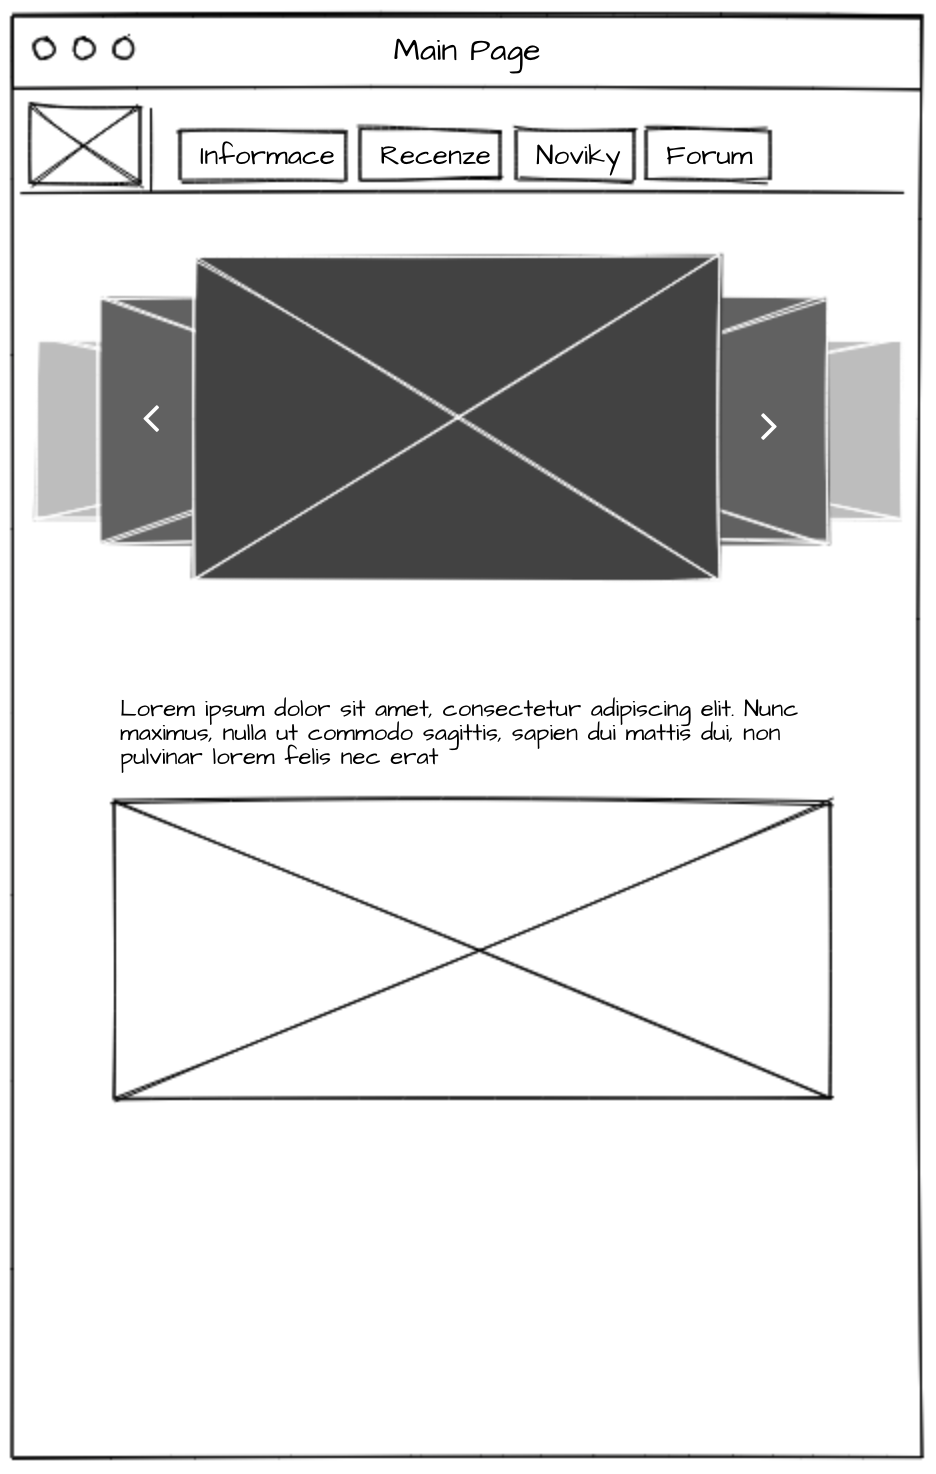 Main Page
Informace
Recenze
Noviky
Forum
Lorem ipsum dolor sit amet, consectetur adipiscing elit. Nunc
maximus, nulla ut commodo sagittis, sapien dui mattis dui, non
pulvinar lorem felis nec erat